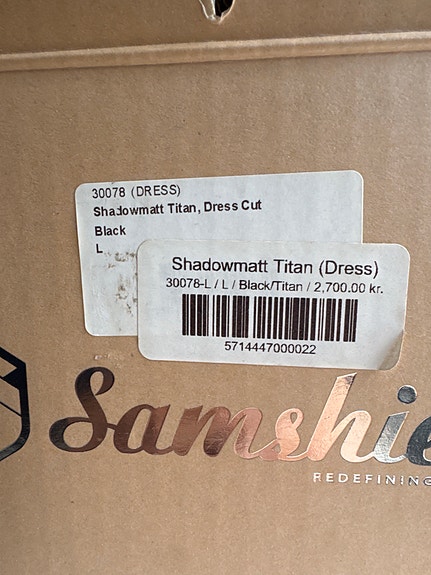 30078 (DRESS)
Shadowmatt Titan, Dress Cut
Black
L
Shadowmatt Titan (Dress)
30078-L / L / Black/Titan / 2,700.00 kr.
5714447000022
Samshie
REDEFINING